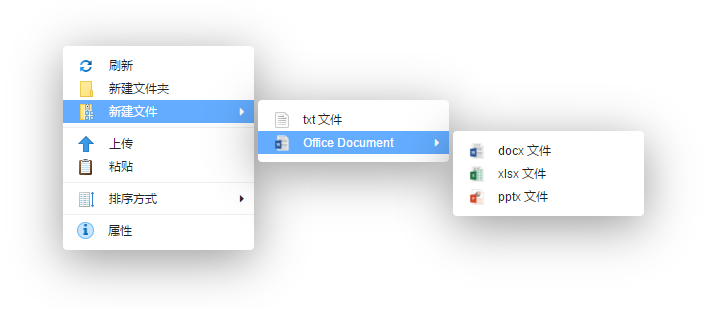 刷新
新建文件夹
新建文件
上传
粘贴
排序方式
属性
txt 文件
Office Document
docx 文件
xlsx 文件
pptx 文件